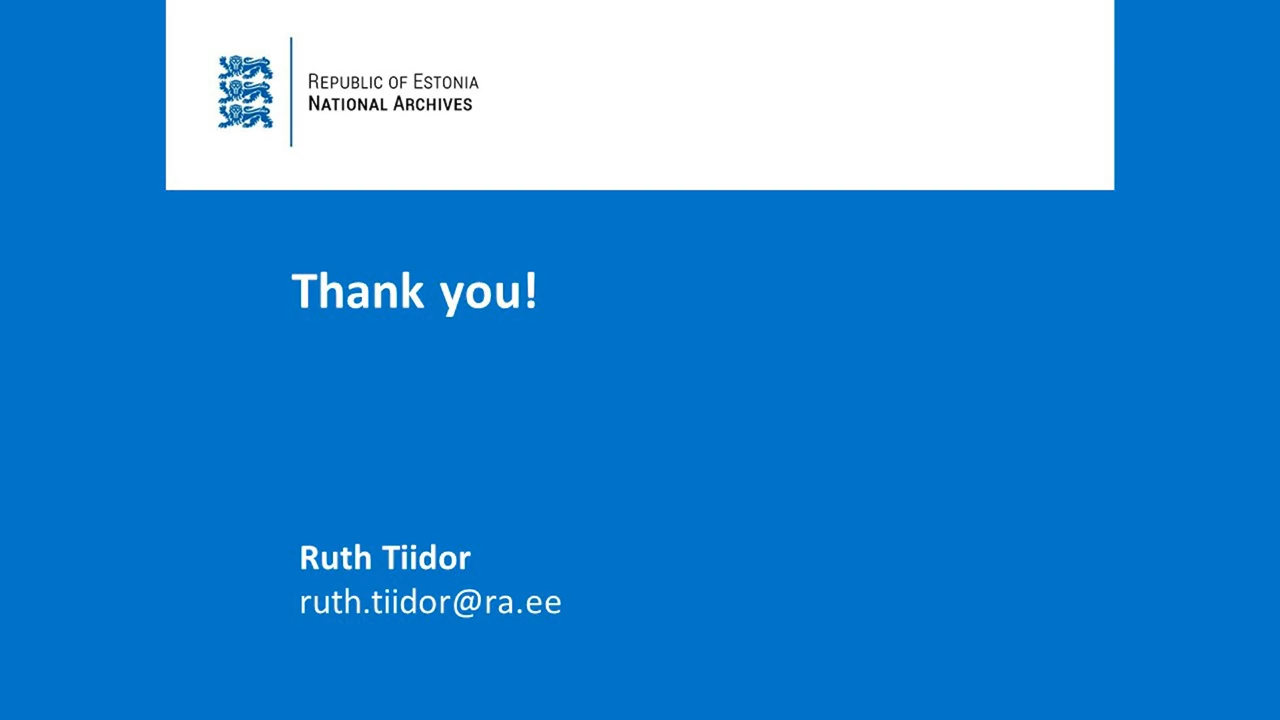 REPUBLIC OF ESTONIA
NATIONAL ARCHIVES
Thank you!
Ruth Tiidor
ruth.tiidor@ra.ee